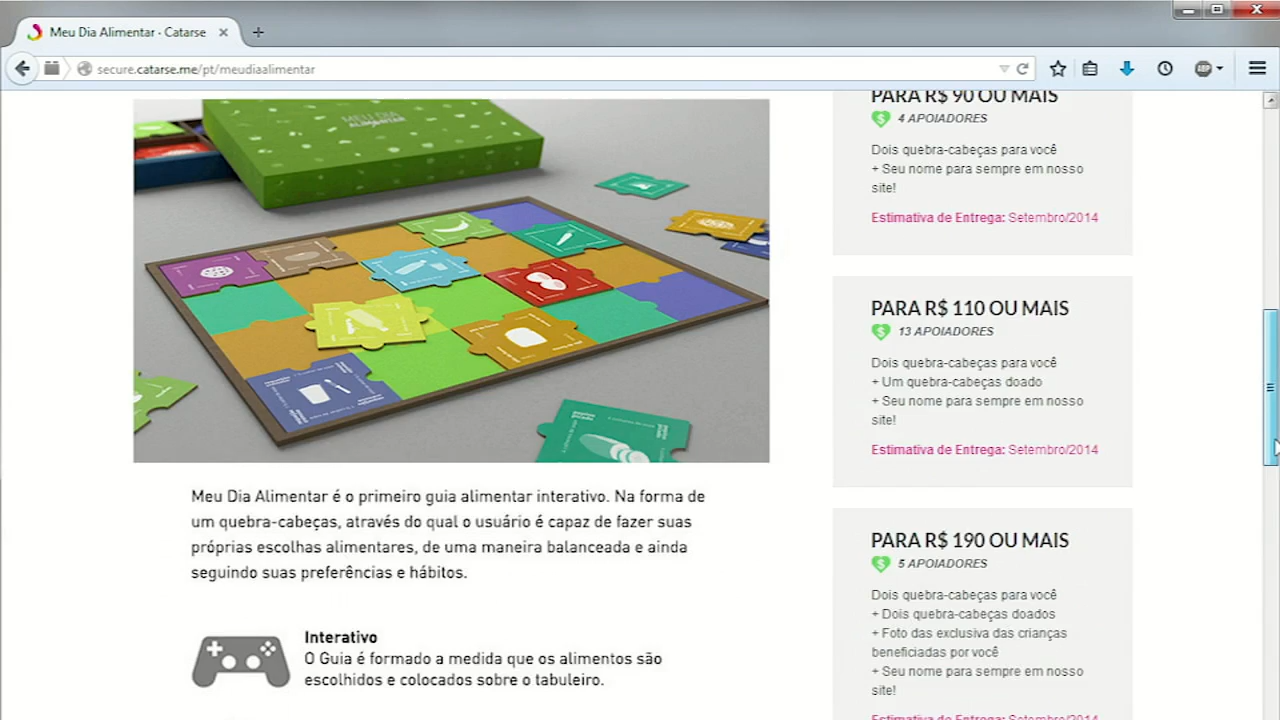 Meu Dia Alimentar · Catarse
secure.catarse.me/pt/meudiaalimentar
ABP
MEU DIA
ALIMENTAR
Meu Dia Alimentar é o primeiro guia alimentar interativo. Na forma de
um quebra-cabeças, através do qual o usuário é capaz de fazer suas
próprias escolhas alimentares, de uma maneira balanceada e ainda
seguindo suas preferências e hábitos.
Interativo
O Guia é formado a medida que os alimentos são
escolhidos e colocados sobre o tabuleiro.
PARA R$ 90 OU MAIS
4 APOIADORES
Dois quebra-cabeças para você
+ Seu nome para sempre em nosso
site!
Estimativa de Entrega: Setembro/2014
PARA R$ 110 OU MAIS
13 APOIADORES
Dois quebra-cabeças para você
+ Um quebra-cabeças doado
+ Seu nome para sempre em nosso
site!
Estimativa de Entrega: Setembro/2014
PARA R$ 190 OU MAIS
5 APOIADORES
Dois quebra-cabeças para você
+ Dois quebra-cabeças doados
+ Foto das exclusiva das crianças
beneficiadas por você
+ Seu nome para sempre em nosso
site!
Estimativa de Entrega: Setembro/2014